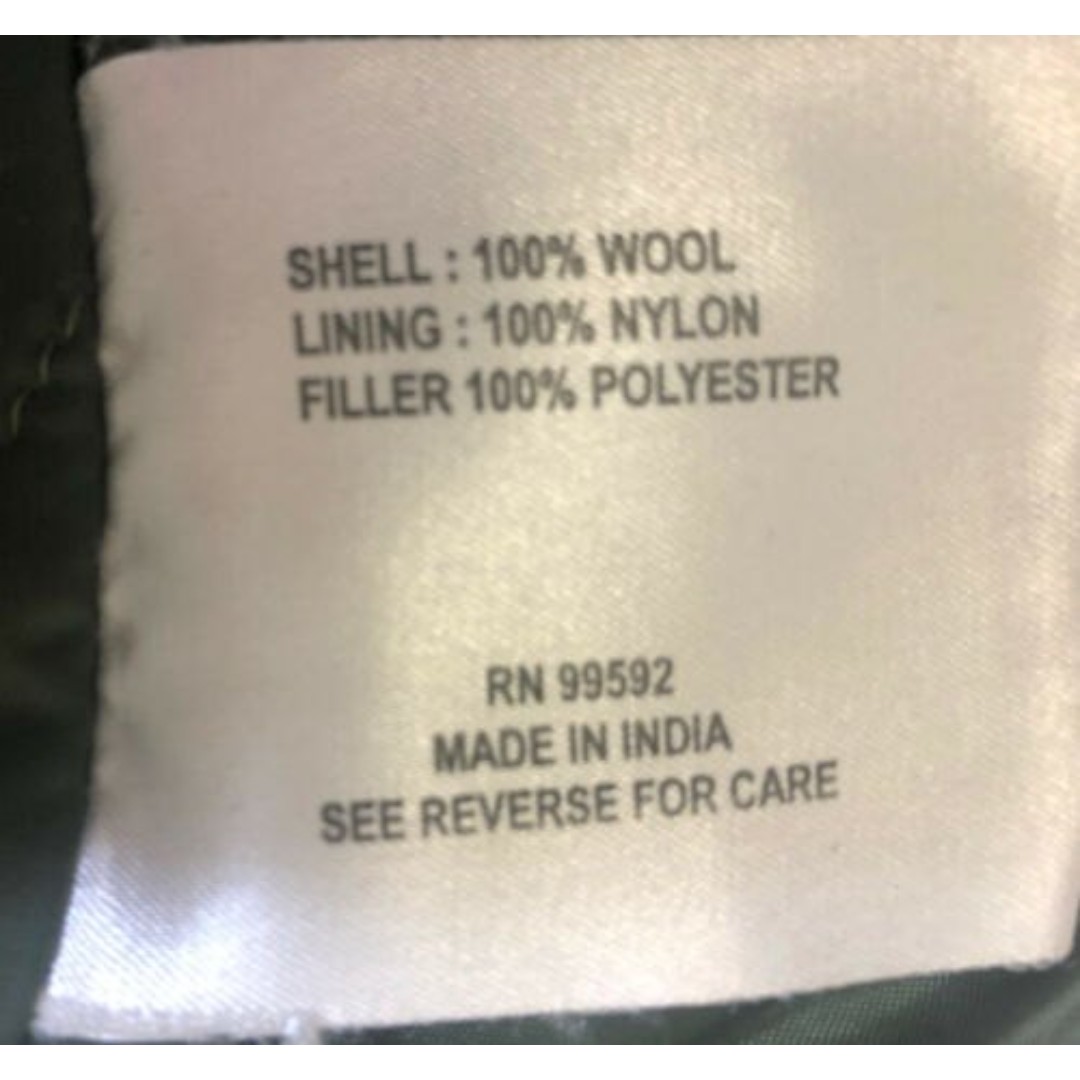 SHELL : 100% WOOL
LINING : 100% NYLON
FILLER 100% POLYESTER
RN 99592
MADE IN INDIA
SEE REVERSE FOR CARE